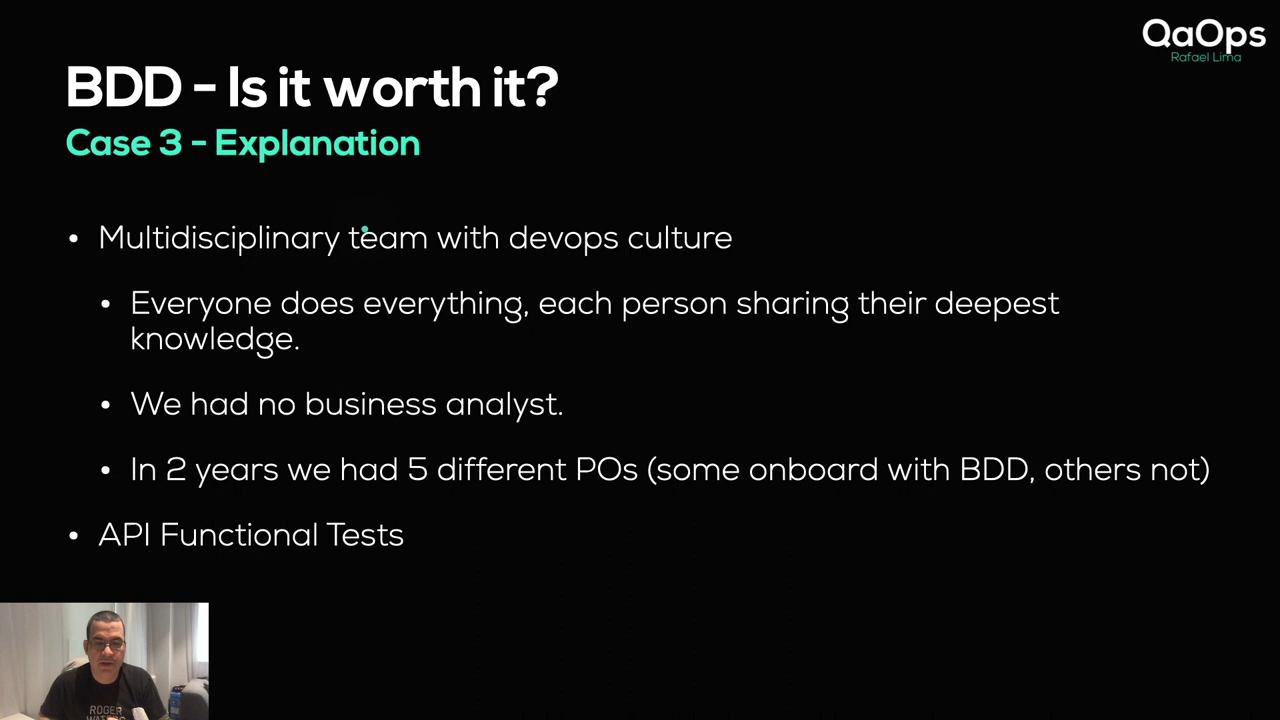 QaOps
Rafael Lima
BDD - Is it worth it?
Case 3 - Explanation
• Multidisciplinary team with devops culture
• Everyone does everything, each person sharing their deepest
knowledge.
• We had no business analyst.
• In 2 years we had 5 different POs (some onboard with BDD, others not)
• API Functional Tests
ROGER